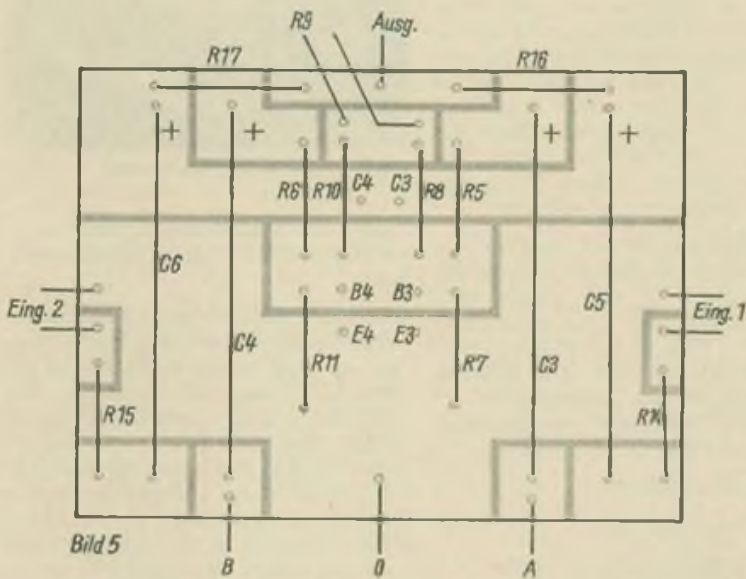 R9
Ausg.
R17
R16
+ + + +
R6 R10 C4 C3 R8 R5
C6
C5
Eing. 2
B4 B3
Eing. 1
C4
E4 E3
R11
R7
C3
R15
R14
Bild 5
B 0 A